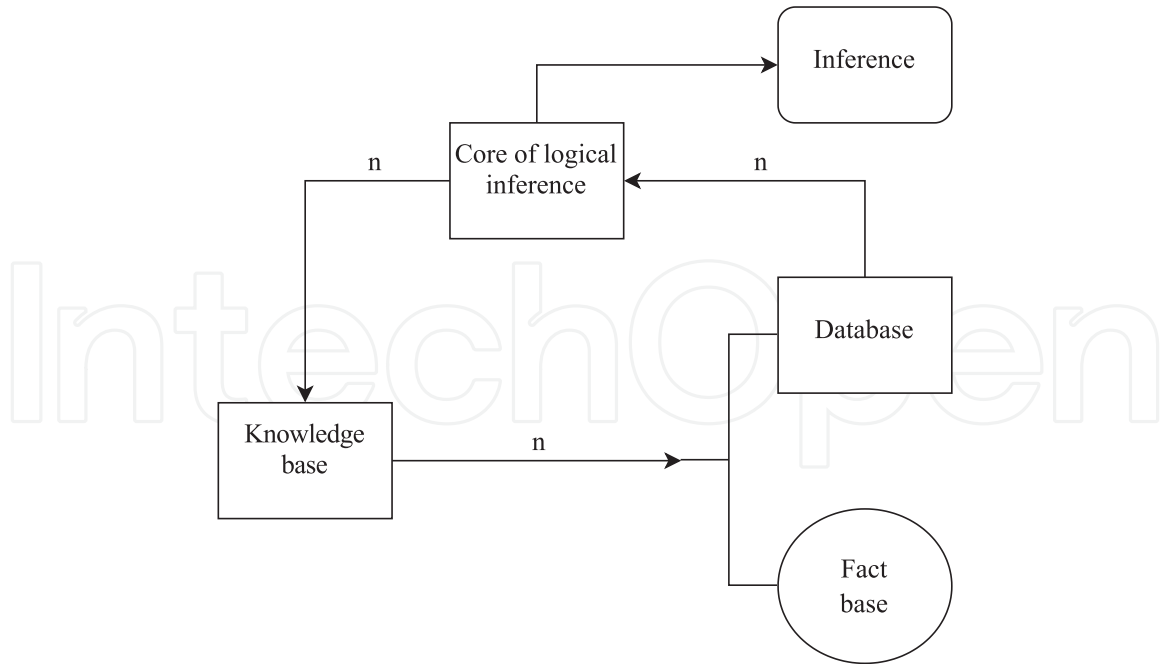 Inference
Core of logical
inference
n
n
Database
Knowledge
base
n
Fact
base
IntechOpen